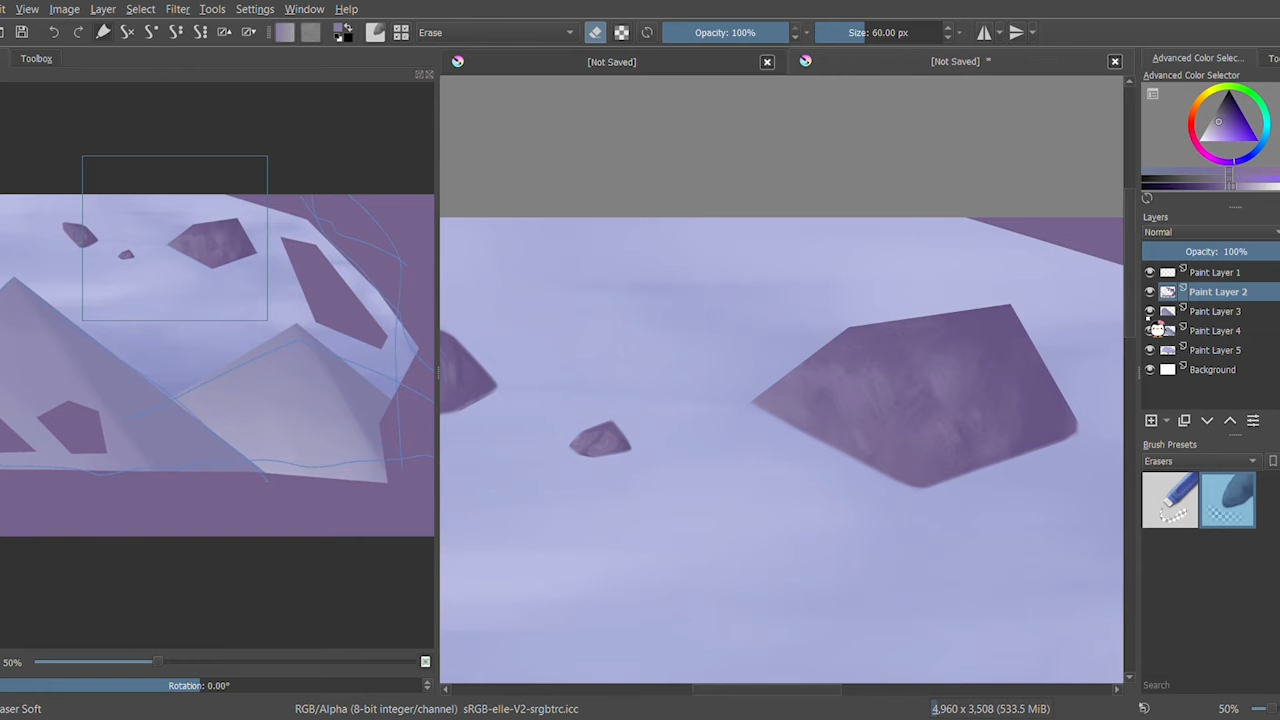 View Image Layer Select Filter Tools Settings Window Help
Erase Opacity: 100% Size: 60.00 px
Toolbox
[Not Saved]
[Not Saved] *
Advanced Color Selec...
Advanced Color Selector
Layers
Normal
Opacity: 100%
Paint Layer 1
Paint Layer 2
Paint Layer 3
Paint Layer 4
Paint Layer 5
Background
Brush Presets
Erasers
Search
50%
Rotation: 0.00°
aser Soft
RGB/Alpha (8-bit integer/channel) sRGB-elle-V2-srgbtrc.icc
4,960 x 3,508 (533.5 MiB)
50%